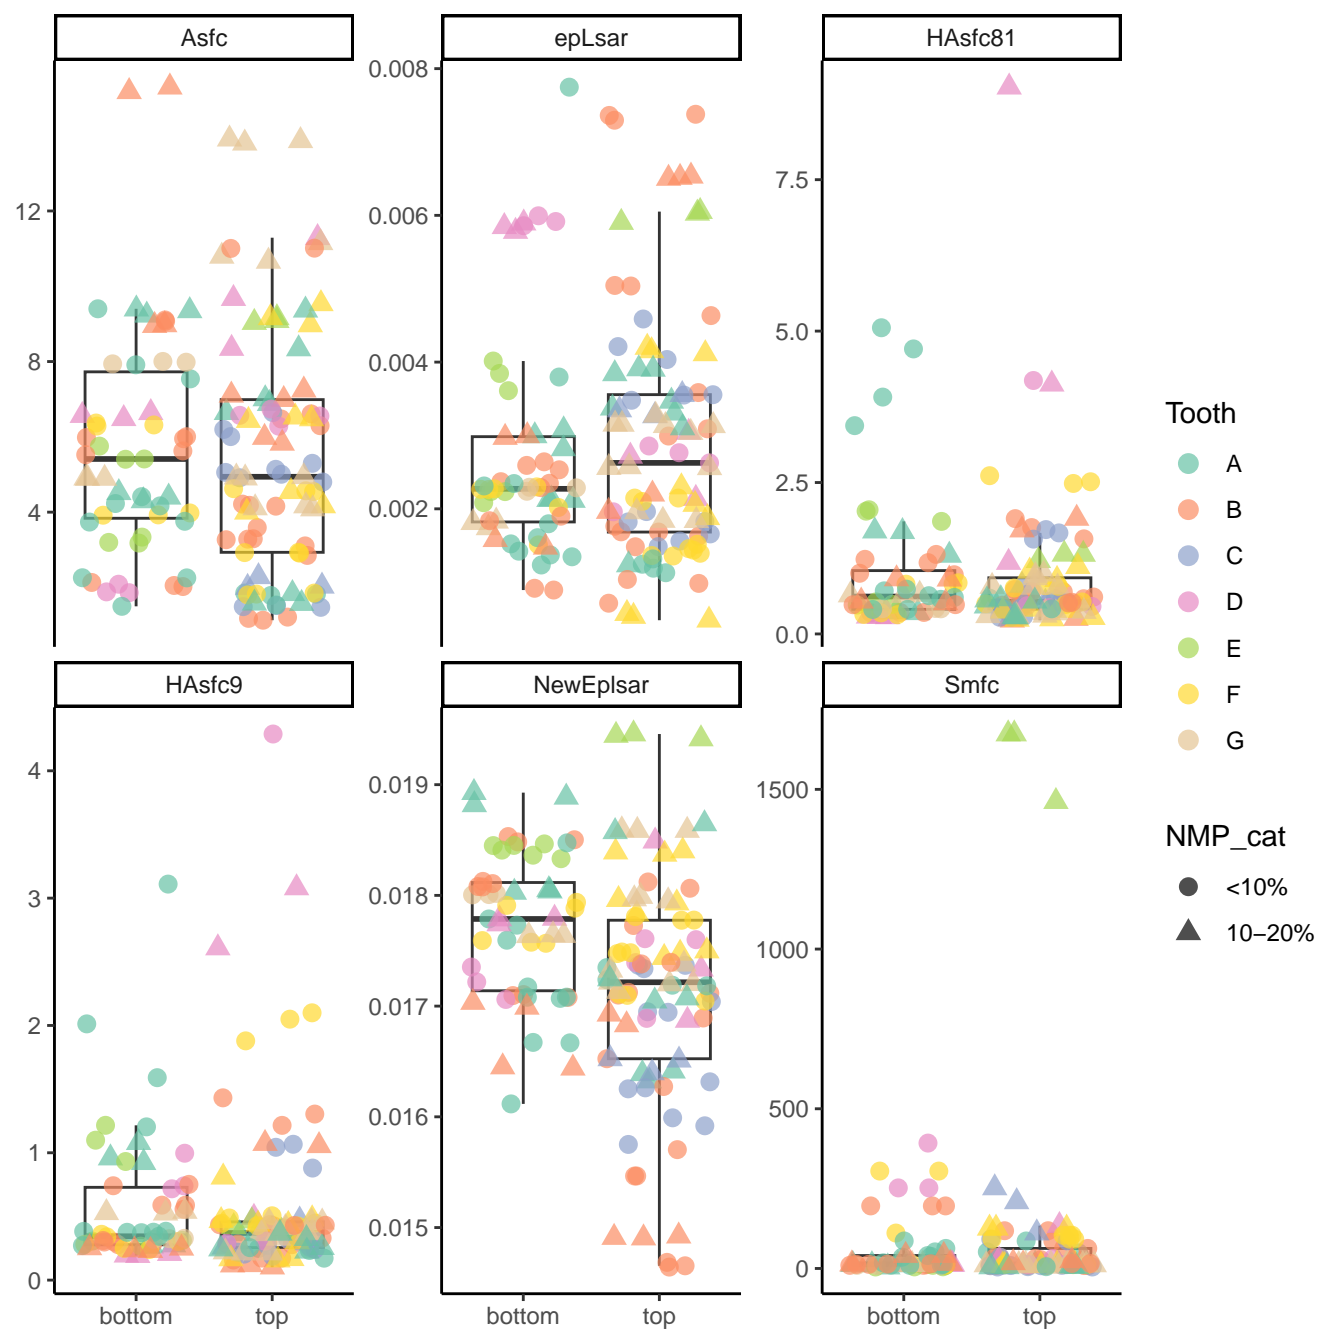 Asfc
epLsar
HAsfc81
12
8
4
0.008
0.006
0.004
0.002
7.5
5.0
2.5
0.0
HAsfc9
NewEplsar
Smfc
4
3
2
1
0
0.019
0.018
0.017
0.016
0.015
1500
1000
500
0
bottom top
bottom top
bottom top
Tooth
A
B
C
D
E
F
G
NMP_cat
<10%
10–20%